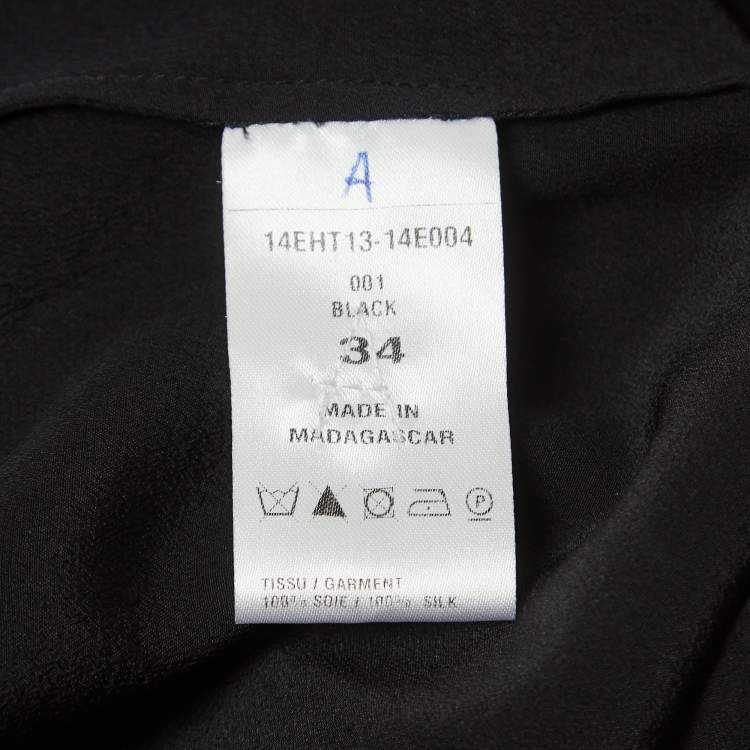 A
14EHT13-14E004
001
BLACK
34
MADE IN
MADAGASCAR
P
TISSU / GARMENT
100% SOIE / 100% SILK